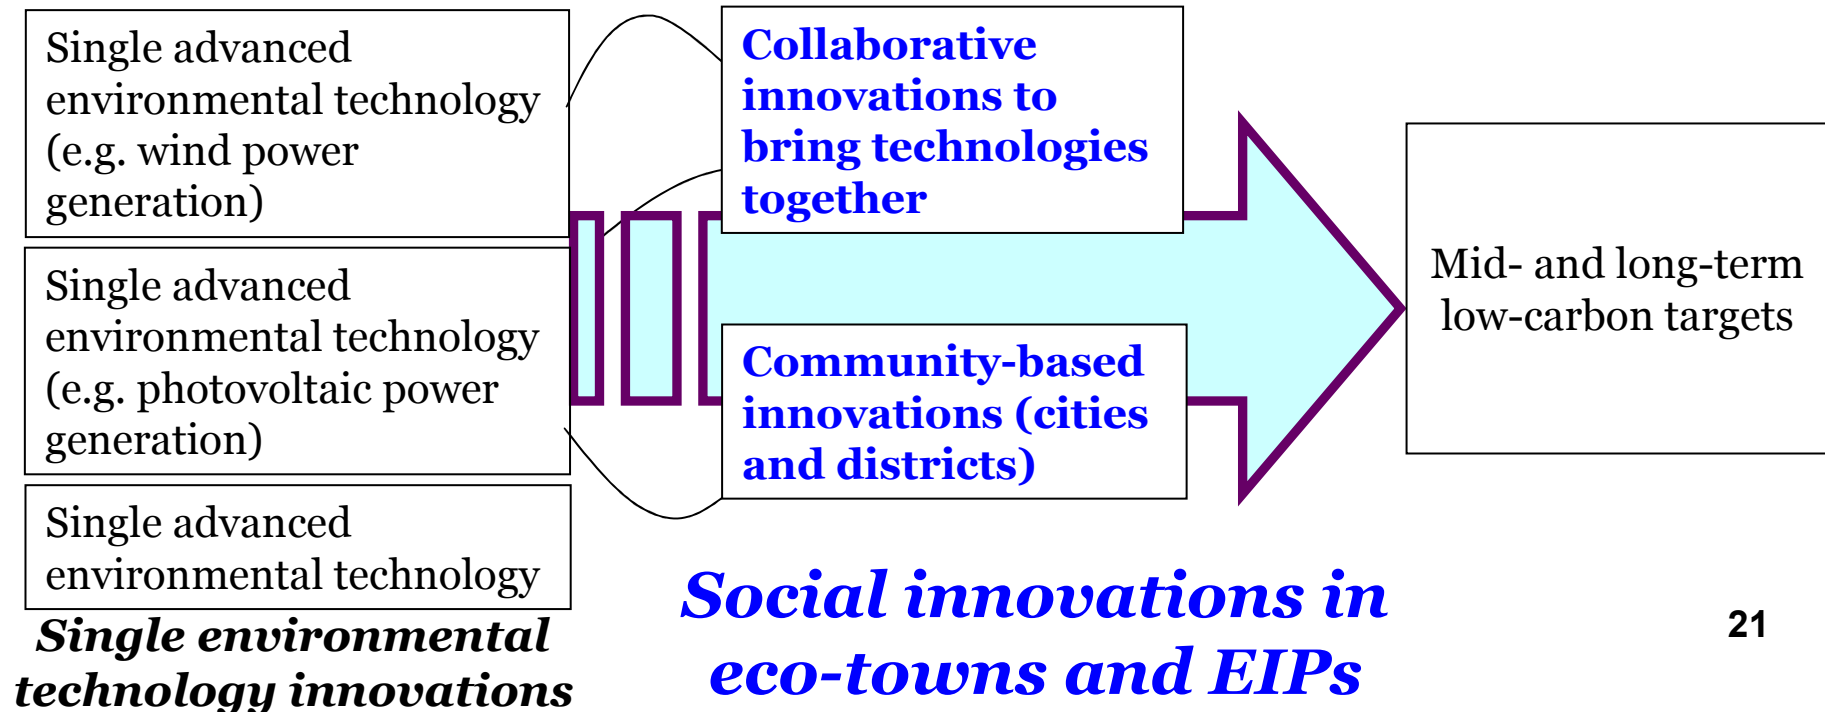 Single advanced
environmental technology
(e.g. wind power
generation)
Single advanced
environmental technology
(e.g. photovoltaic power
generation)
Single advanced
environmental technology
Single environmental
technology innovations
Collaborative
innovations to
bring technologies
together
Community-based
innovations (cities
and districts)
Social innovations in
eco-towns and EIPs
Mid- and long-term
low-carbon targets
21